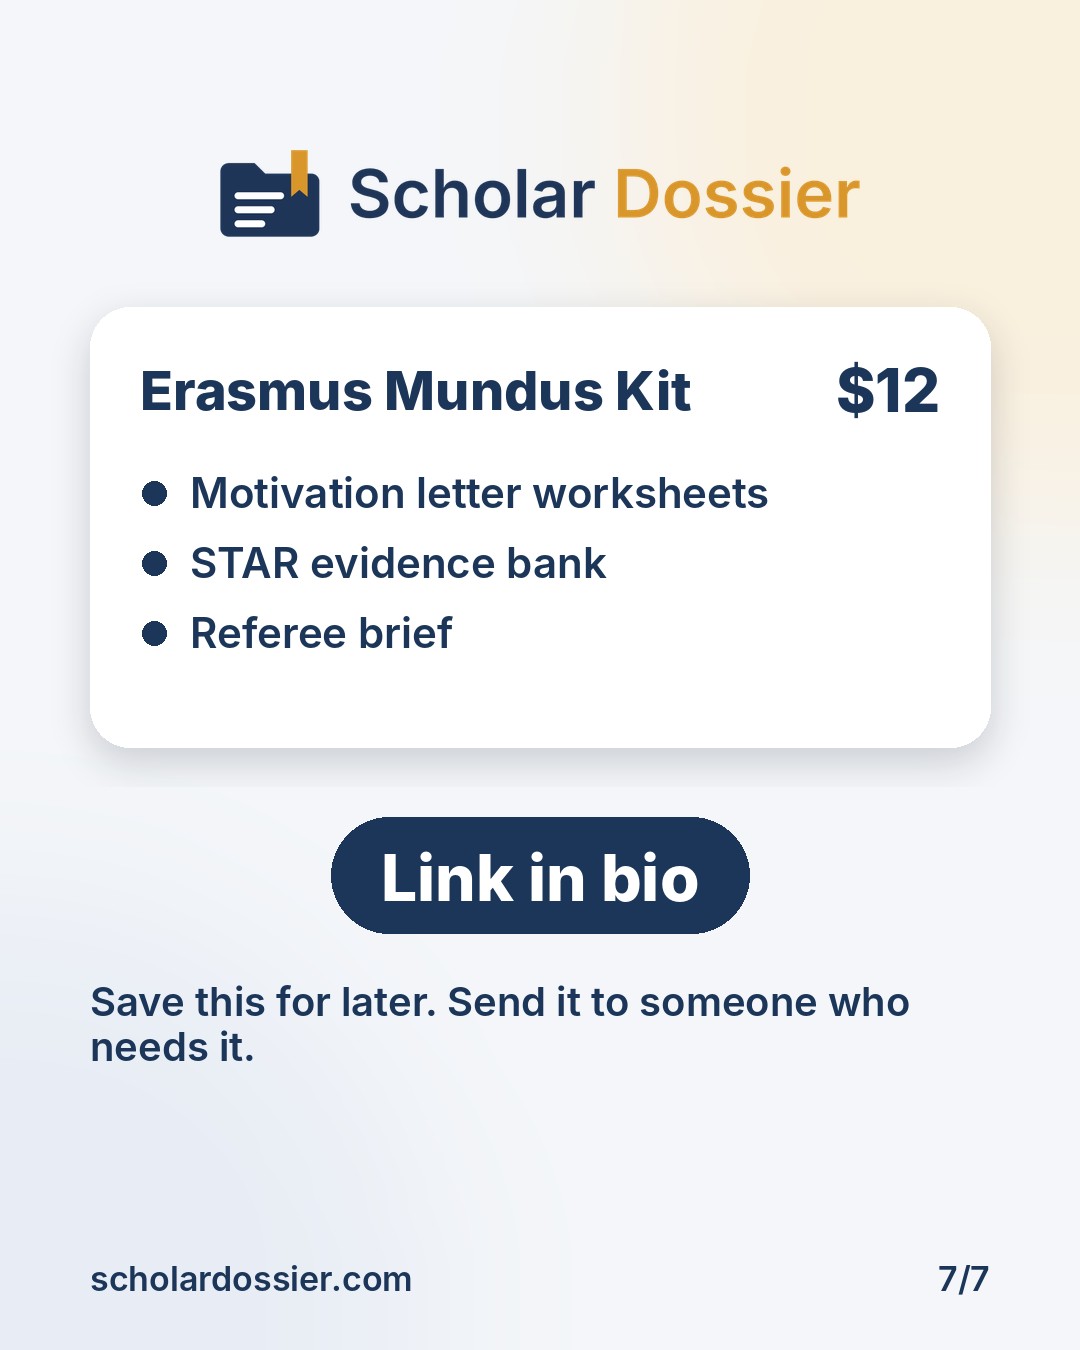 Scholar Dossier
Erasmus Mundus Kit $12
Motivation letter worksheets
STAR evidence bank
Referee brief
Link in bio
Save this for later. Send it to someone who
needs it.
scholardossier.com 7/7